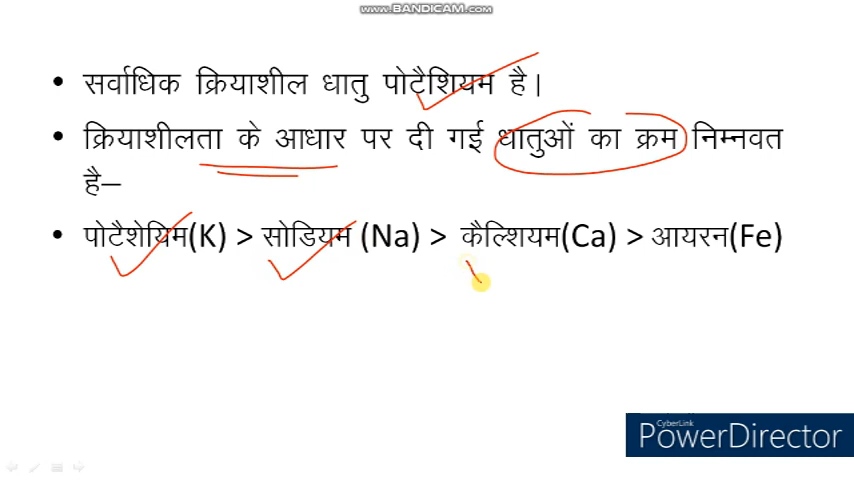 www.BANDICAM.com
• सर्वाधिक क्रियाशील धातु पोटैशियम है।
• क्रियाशीलता के आधार पर दी गई धातुओं का क्रम निम्नवत
है–
• पोटैशेयिम(K) > सोडियम (Na) > कैल्शियम(Ca) > आयरन(Fe)
CyberLink
PowerDirector